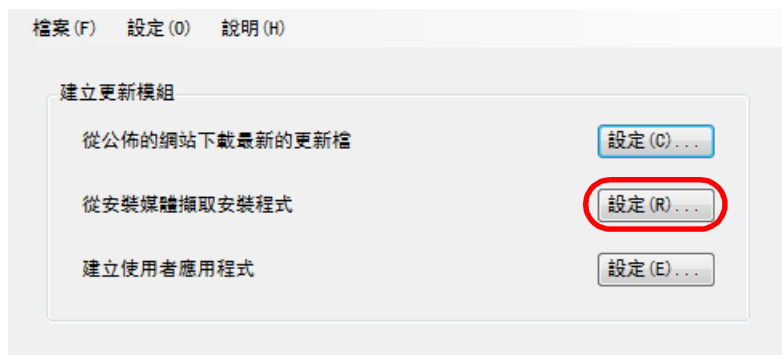 檔案(F) 設定(O) 說明(H)
建立更新模組
從公佈的網站下載最新的更新檔 設定(C)...
從安裝媒體擷取安裝程式 設定(R)...
建立使用者應用程式 設定(E)...